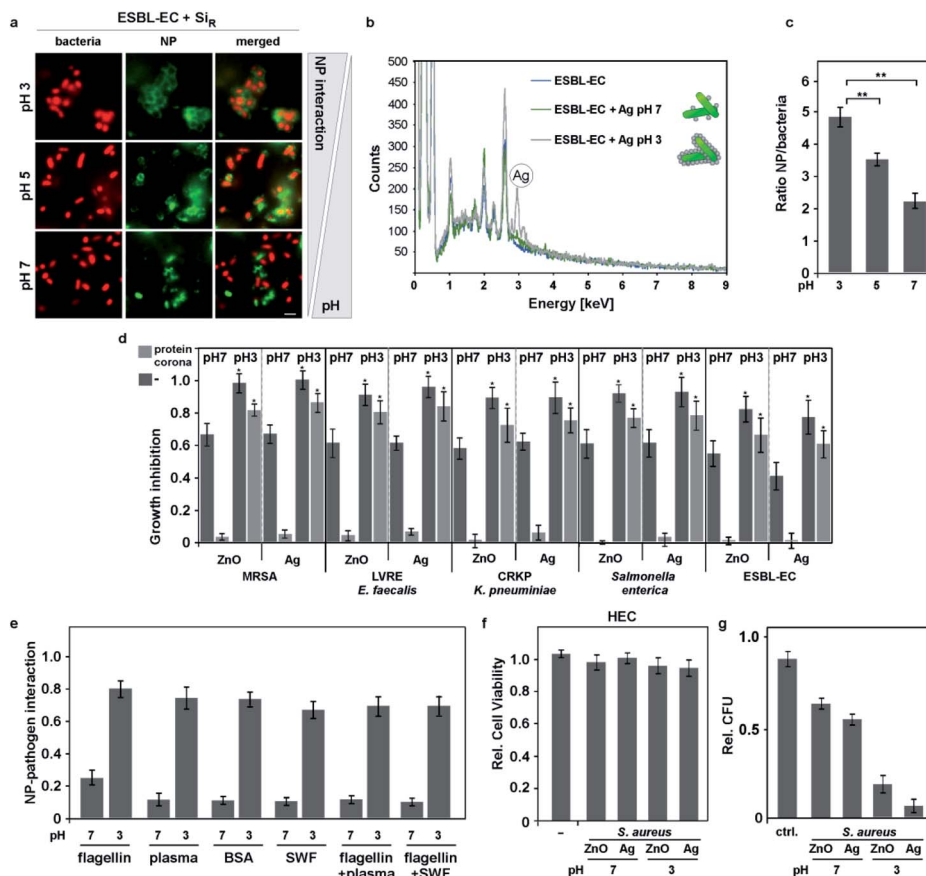 a
ESBL-EC + SiR
bacteria NP merged
pH 3
pH 5
pH 7
NP interaction
pH
b
500
450
400
350
300
250
200
150
100
50
Counts
0 1 2 3 4 5 6 7 8 9
Energy [keV]
ESBL-EC
ESBL-EC + Ag pH 7
ESBL-EC + Ag pH 3
Ag
c
6
5
4
3
2
1
0
Ratio NP/bacteria
**
**
pH 3 5 7
d
protein
corona
-
pH7 pH3 pH7 pH3 pH7 pH3 pH7 pH3 pH7 pH3 pH7 pH3 pH7 pH3 pH7 pH3 pH7 pH3 pH7 pH3
1.0
0.8
0.6
0.4
0.2
0
Growth inhibition
* * * * * * * * * * * * * * * * * * * *
ZnO Ag ZnO Ag ZnO Ag ZnO Ag ZnO Ag
MRSA LVRE CRKP Salmonella ESBL-EC
E. faecalis K. pneuminiae enterica
e
1.0
0.8
0.6
0.4
0.2
0
NP-pathogen interaction
pH 7 3 7 3 7 3 7 3 7 3 7 3
flagellin plasma BSA SWF flagellin flagellin
+plasma +SWF
f
HEC
1.0
0.8
0.6
0.4
0.2
0
Rel. Cell Viability
– S. aureus
ZnO Ag ZnO Ag
pH 7 3
g
1.0
0.5
0.0
Rel. CFU
ctrl. S. aureus
ZnO Ag ZnO Ag
pH 7 3